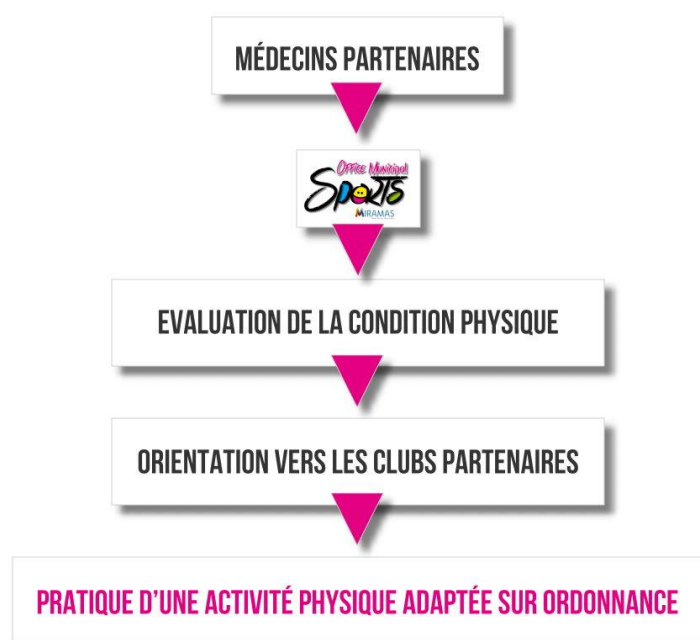 MÉDECINS PARTENAIRES
OFFICE Municipal
SPORTS
MIRAMAS
EVALUATION DE LA CONDITION PHYSIQUE
ORIENTATION VERS LES CLUBS PARTENAIRES
PRATIQUE D'UNE ACTIVITÉ PHYSIQUE ADAPTÉE SUR ORDONNANCE